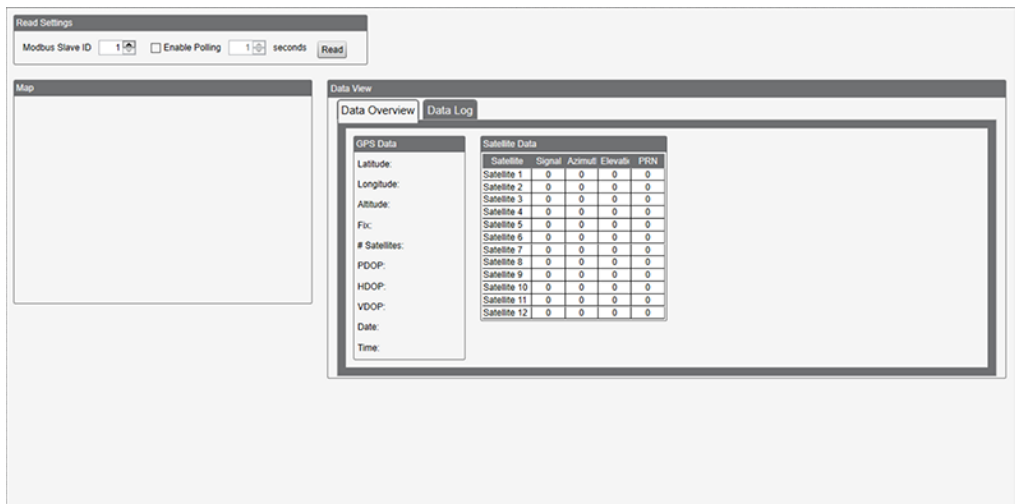 Read Settings
Modbus Slave ID 1 Enable Polling 1 seconds Read
Map
Data View
Data Overview Data Log
GPS Data
Latitude:
Longitude:
Altitude:
Fix:
# Satellites:
PDOP:
HDOP:
VDOP:
Date:
Time:
Satellite Data
Satellite Signal Azimutl Elevatic PRN
Satellite 1 0 0 0 0
Satellite 2 0 0 0 0
Satellite 3 0 0 0 0
Satellite 4 0 0 0 0
Satellite 5 0 0 0 0
Satellite 6 0 0 0 0
Satellite 7 0 0 0 0
Satellite 8 0 0 0 0
Satellite 9 0 0 0 0
Satellite 10 0 0 0 0
Satellite 11 0 0 0 0
Satellite 12 0 0 0 0